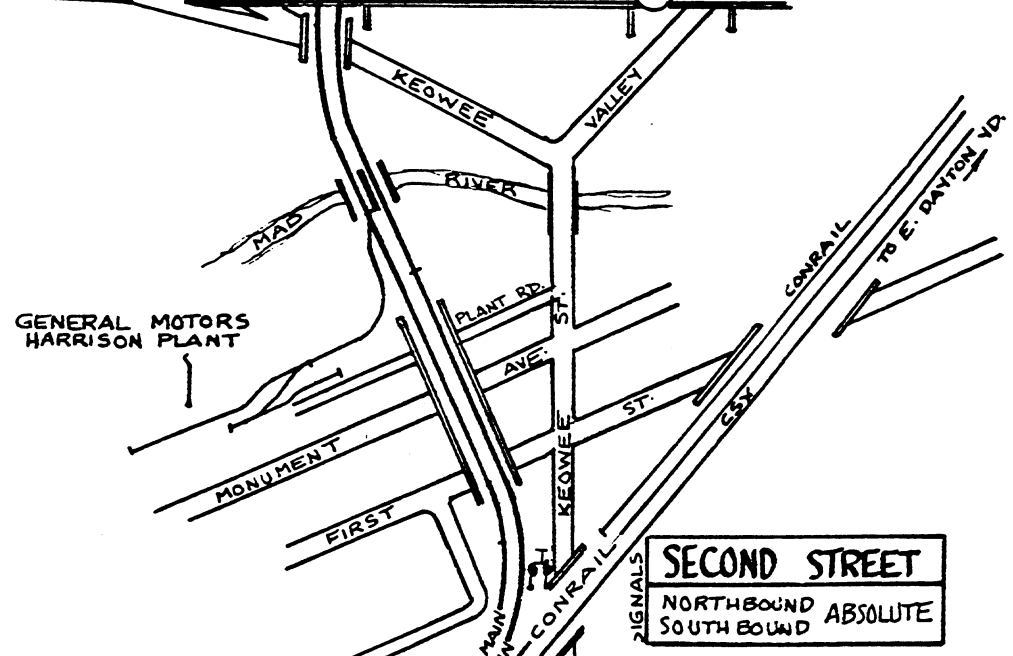 KEOWEE
VALLEY
RIVER
MAD
TO E. DAYTON YD.
CONRAIL
PLANT RD.
ST.
GENERAL MOTORS
HARRISON PLANT
AVE.
CSX
ST.
MONUMENT
KEOWEE
FIRST
CONRAIL
MAIN
SIGNALS
SECOND STREET
NORTHBOUND
SOUTHBOUND
ABSOLUTE